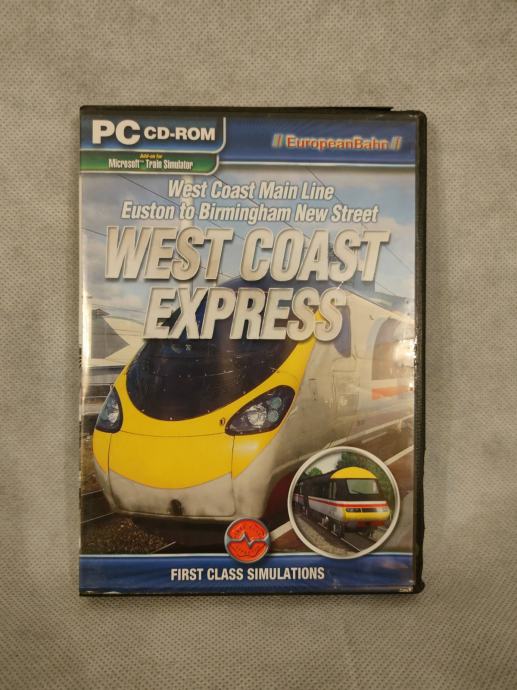 PC CD-ROM
Add-on for
Microsoft™ Train Simulator
// EuropeanBahn //
West Coast Main Line
Euston to Birmingham New Street
WEST COAST
EXPRESS
FIRST CLASS SIMULATIONS